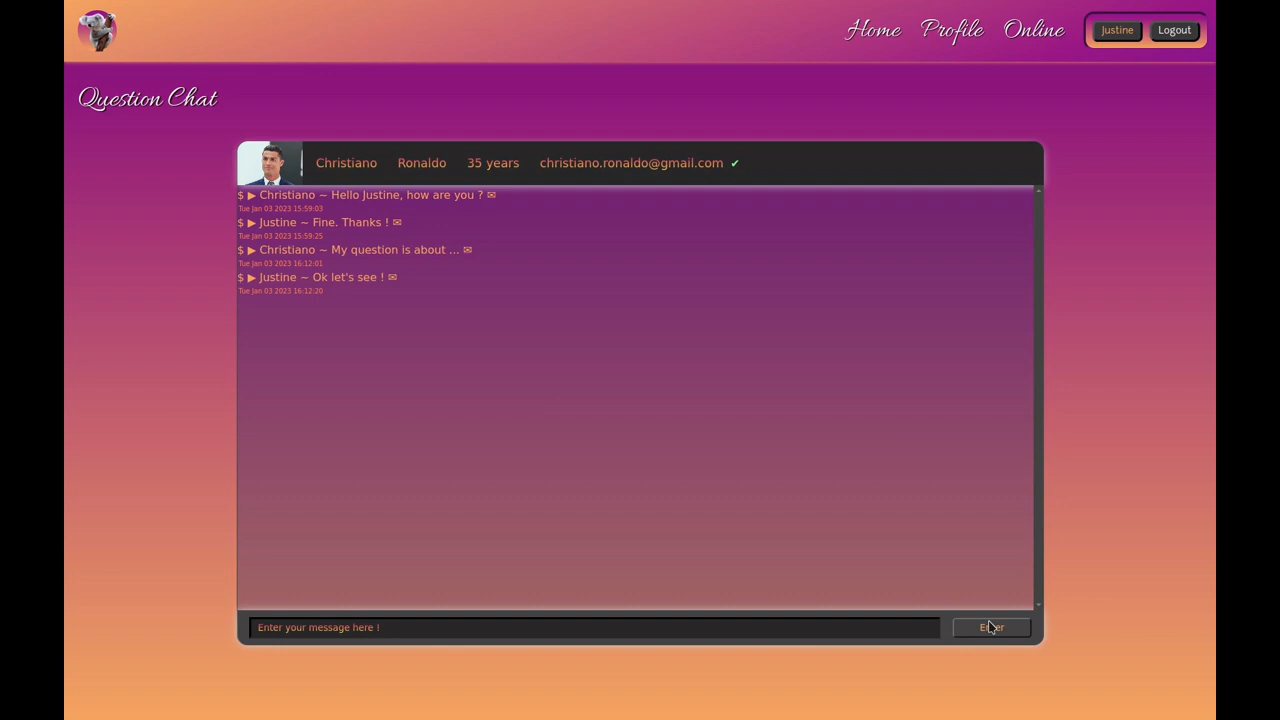 Home Profile Online Justine Logout
Question Chat
Christiano Ronaldo 35 years christiano.ronaldo@gmail.com ✔
$ ▶ Christiano ~ Hello Justine, how are you ? ✉
Tue Jan 03 2023 15:59:03
$ ▶ Justine ~ Fine. Thanks ! ✉
Tue Jan 03 2023 15:59:25
$ ▶ Christiano ~ My question is about ... ✉
Tue Jan 03 2023 16:12:01
$ ▶ Justine ~ Ok let's see ! ✉
Tue Jan 03 2023 16:12:20
Enter your message here !